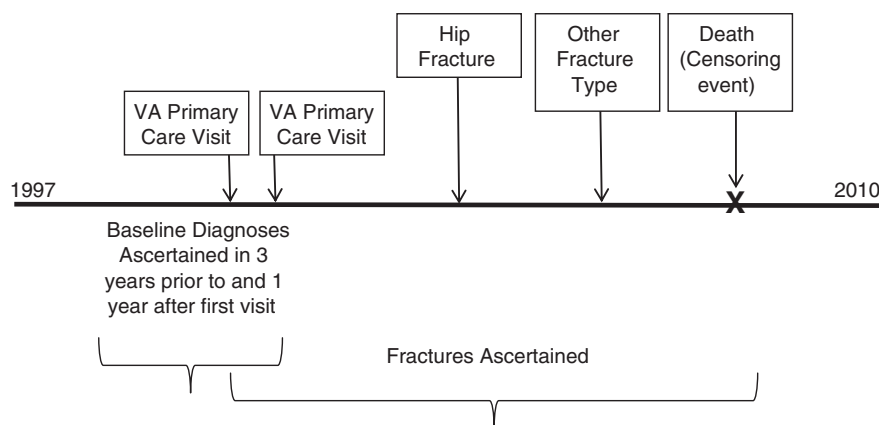 Hip
Fracture
Other
Fracture
Type
Death
(Censoring
event)
VA Primary
Care Visit
VA Primary
Care Visit
1997
2010
X
Baseline Diagnoses
Ascertained in 3
years prior to and 1
year after first visit
Fractures Ascertained